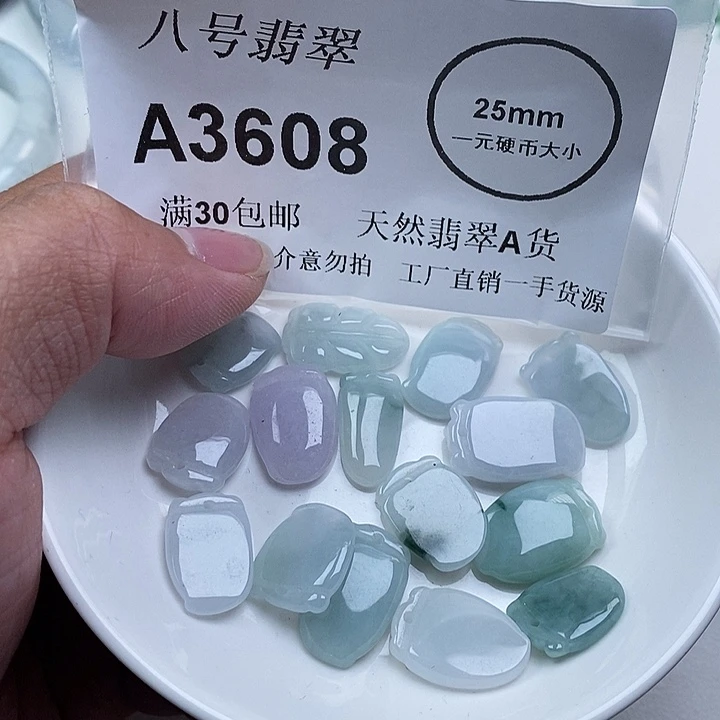 八号翡翠
A3608
25mm
一元硬币大小
满30包邮 天然翡翠A货
介意勿拍 工厂直销一手货源